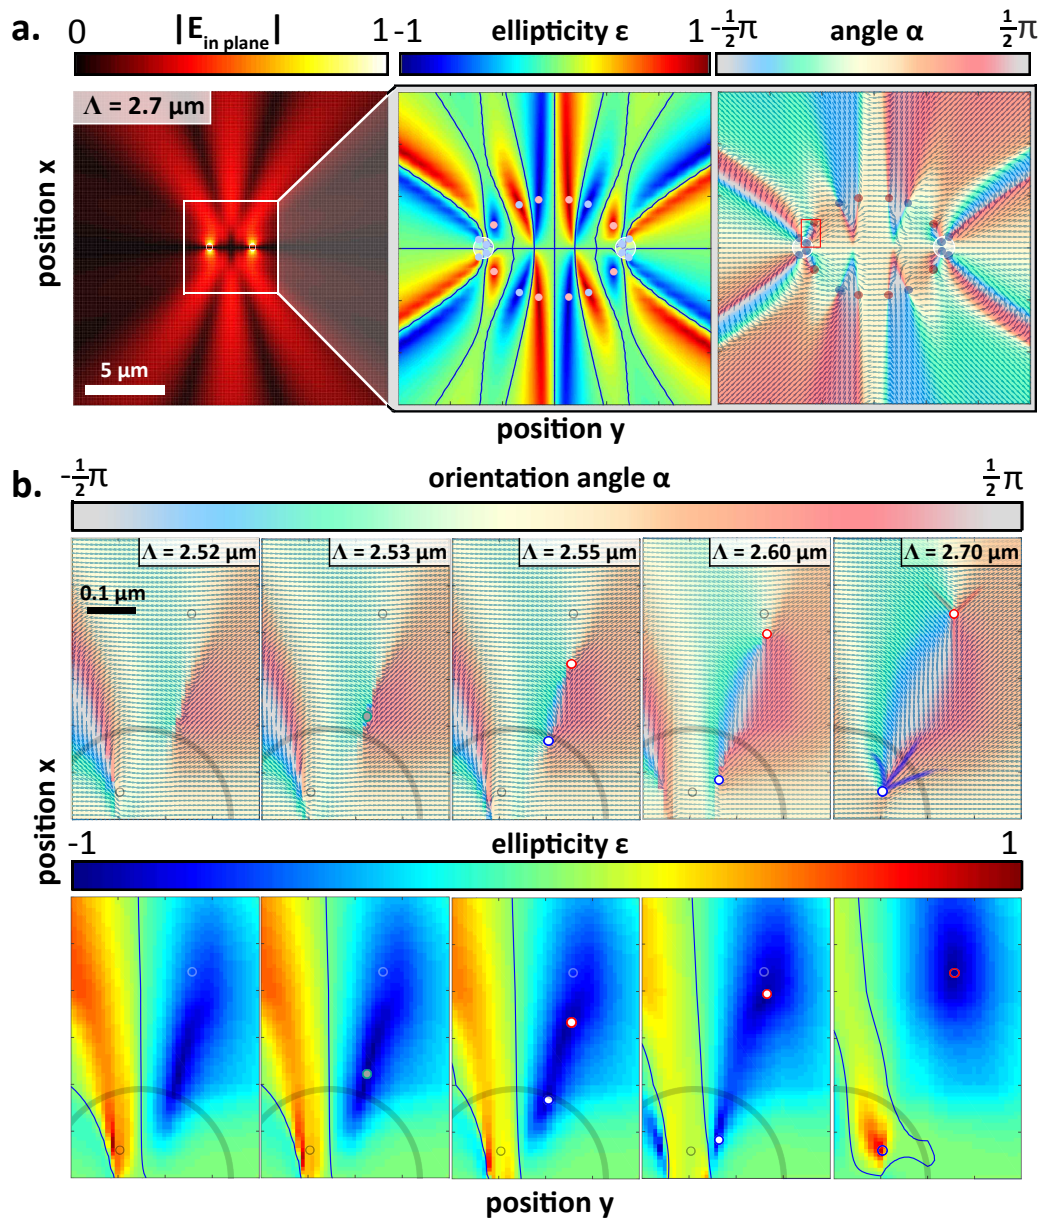 a.
0 |E in plane| 1
-1 ellipticity ε 1
-½π angle α ½π
Λ = 2.7 µm
position x
5 µm
position y
b.
-½π orientation angle α ½π
Λ = 2.52 µm
Λ = 2.53 µm
Λ = 2.55 µm
Λ = 2.60 µm
Λ = 2.70 µm
0.1 µm
position x
-1 ellipticity ε 1
position y